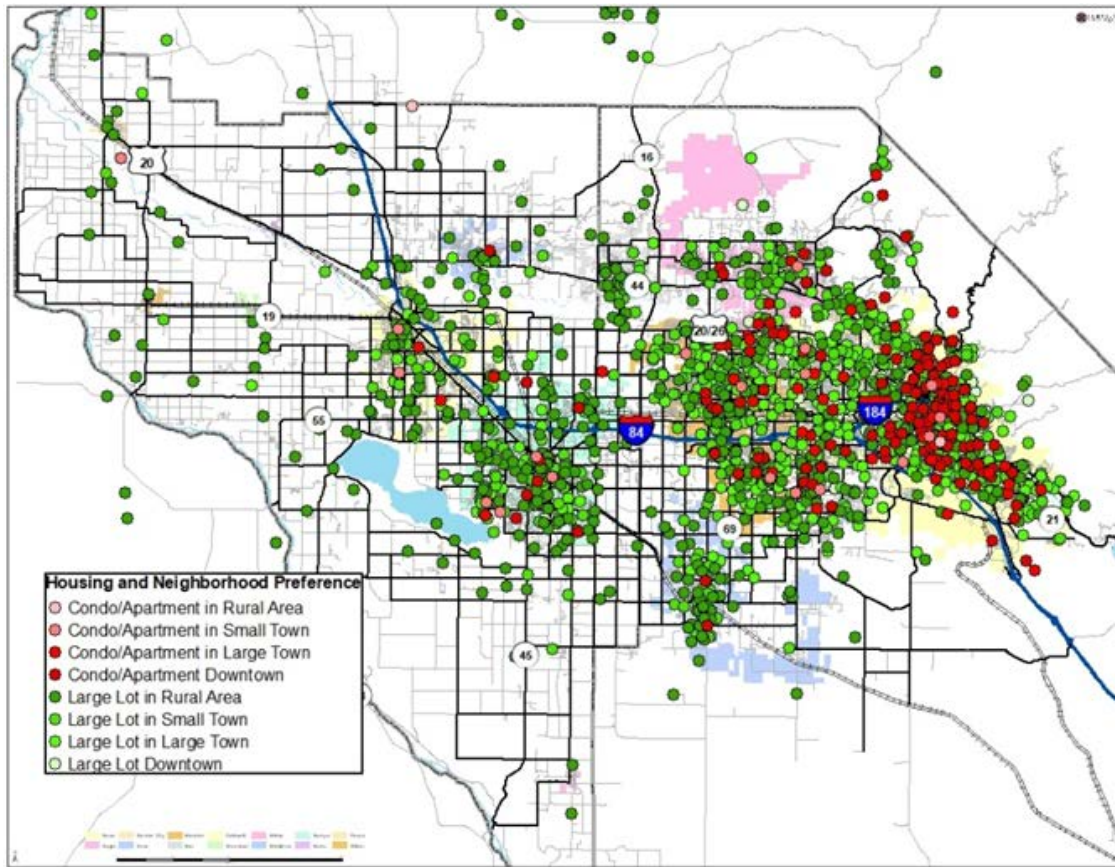 16
20
44
19
20/26
55
184
84
69
21
Housing and Neighborhood Preference
Condo/Apartment in Rural Area
Condo/Apartment in Small Town
Condo/Apartment in Large Town
Condo/Apartment Downtown
Large Lot in Rural Area
Large Lot in Small Town
Large Lot in Large Town
Large Lot Downtown
45